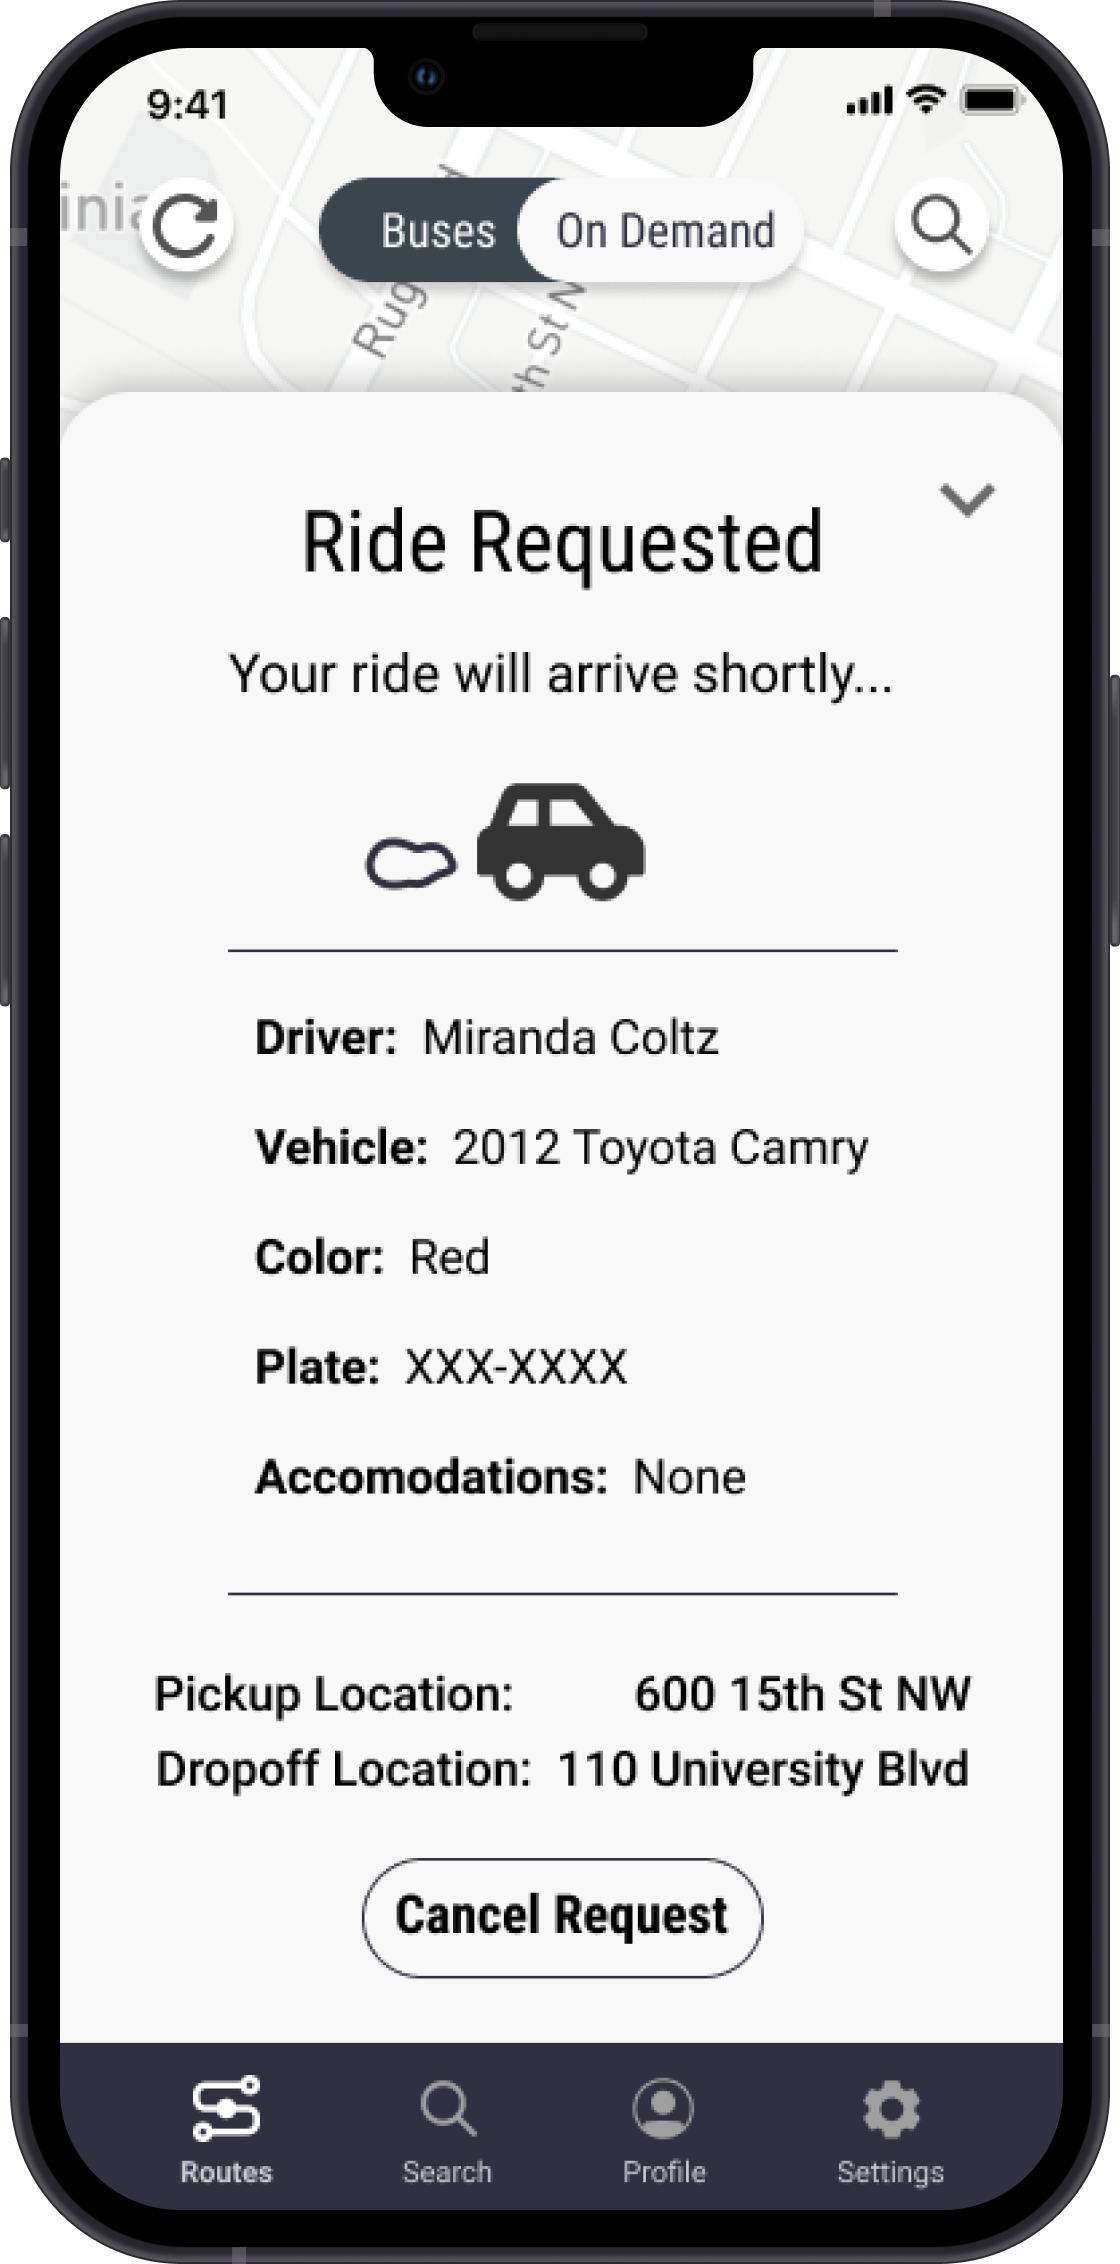 9:41
inia
Buses
On Demand
Rug
th St N
Ride Requested
Your ride will arrive shortly...
Driver: Miranda Coltz
Vehicle: 2012 Toyota Camry
Color: Red
Plate: XXX-XXXX
Accomodations: None
Pickup Location: 600 15th St NW
Dropoff Location: 110 University Blvd
Cancel Request
Routes
Search
Profile
Settings